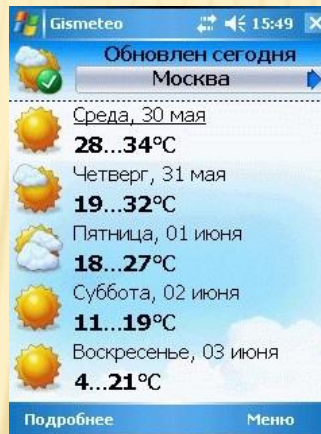 Gismeteo 15:49
Обновлен сегодня
Москва
Среда, 30 мая
28...34°C
Четверг, 31 мая
19...32°C
Пятница, 01 июня
18...27°C
Суббота, 02 июня
11...19°C
Воскресенье, 03 июня
4...21°C
Подробнее Меню